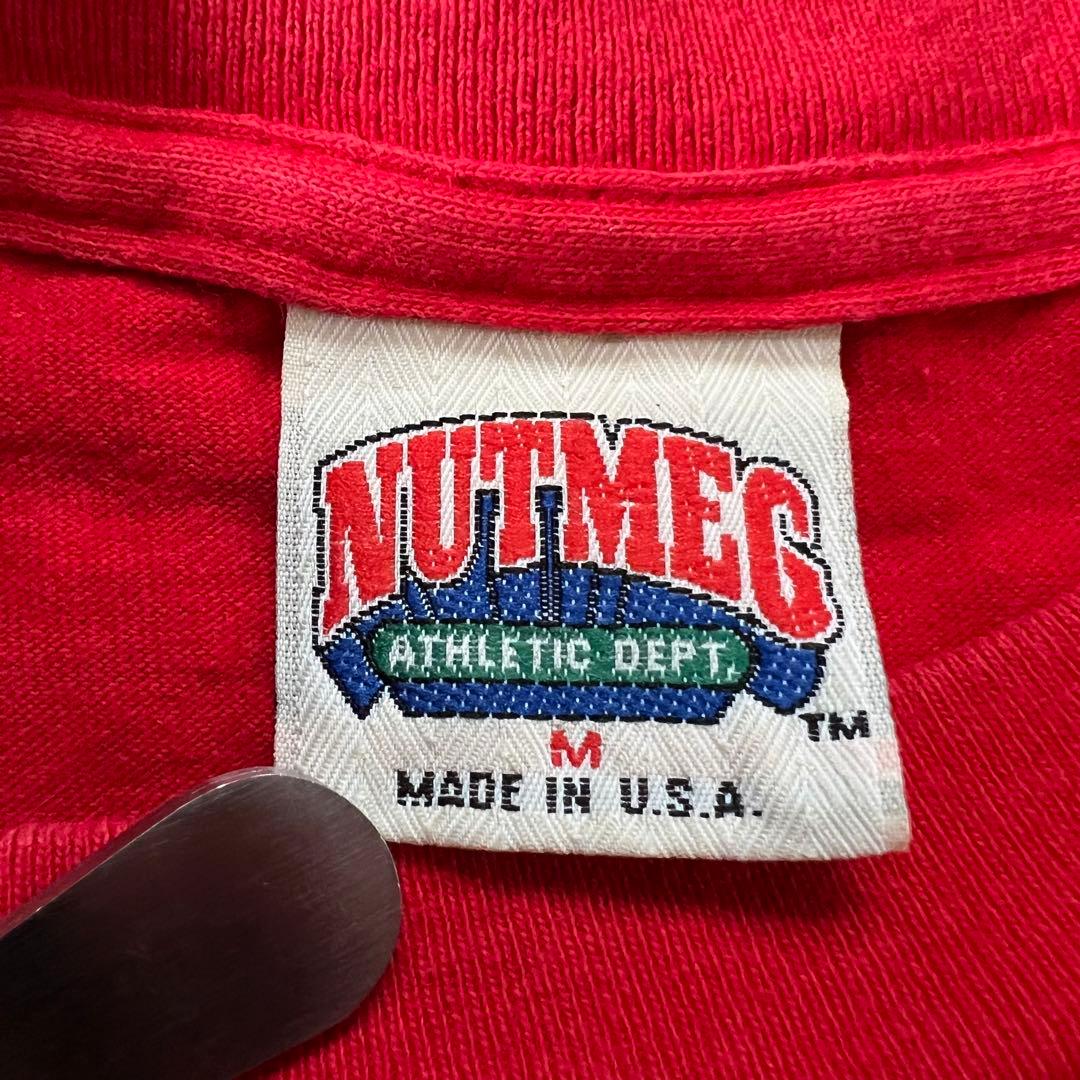 NUTMEG
ATHLETIC DEPT.
TM
M
MADE IN U.S.A.